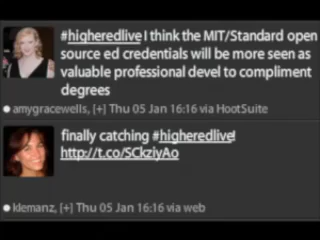 #higheredlive I think the MIT/Standard open
source ed credentials will be more seen as
valuable professional devel to compliment
degrees
amygracewells, [+] Thu 05 Jan 16:16 via HootSuite
finally catching #higheredlive!
http://t.co/SCkziyAo
klemanz, [+] Thu 05 Jan 16:16 via web